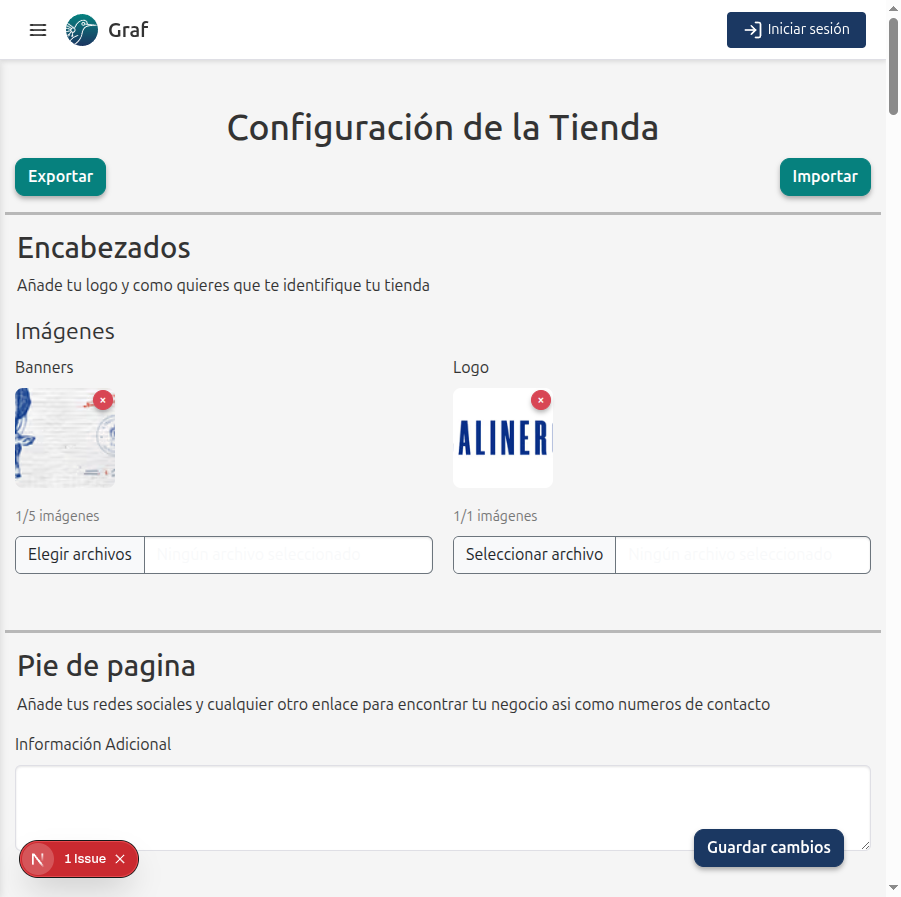 Graf
Iniciar sesión
Configuración de la Tienda
Exportar
Importar
Encabezados
Añade tu logo y como quieres que te identifique tu tienda
Imágenes
Banners
Logo
ALINER
1/5 imágenes
1/1 imágenes
Elegir archivos
Ningún archivo seleccionado
Seleccionar archivo
Ningún archivo seleccionado
Pie de pagina
Añade tus redes sociales y cualquier otro enlace para encontrar tu negocio asi como numeros de contacto
Información Adicional
N 1 Issue
Guardar cambios